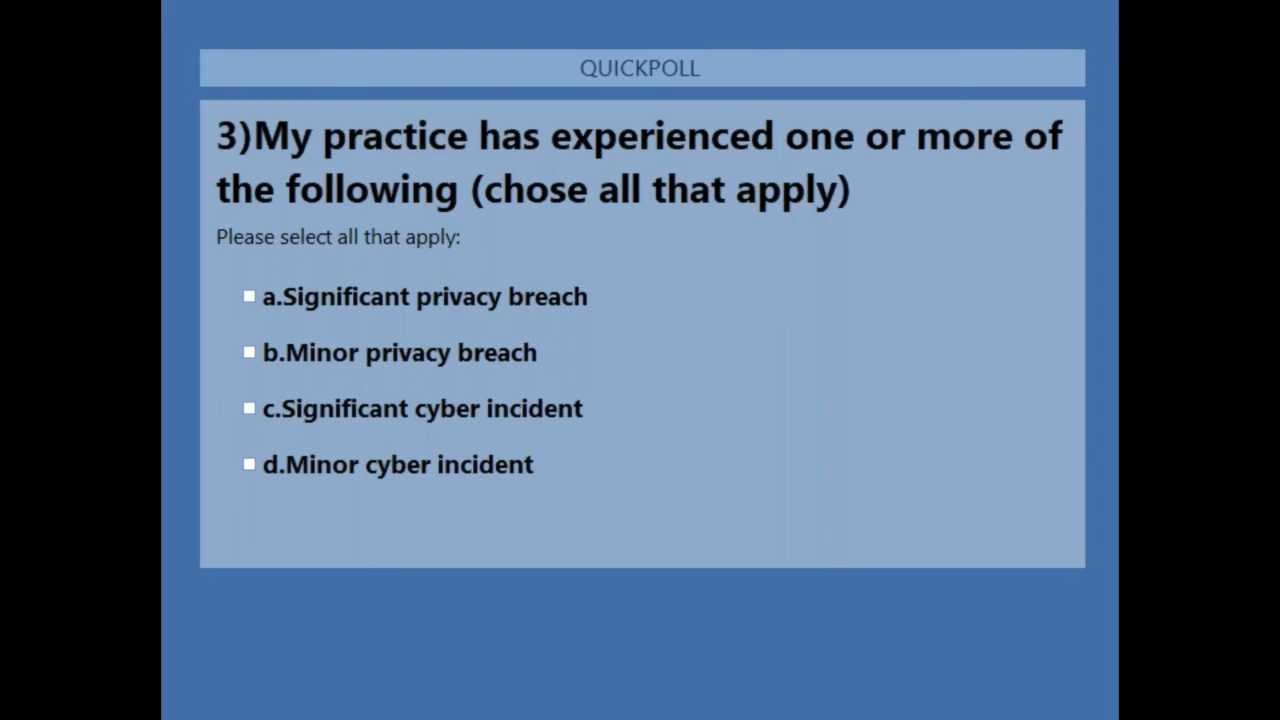 QUICKPOLL
3)My practice has experienced one or more of
the following (chose all that apply)
Please select all that apply:
a.Significant privacy breach
b.Minor privacy breach
c.Significant cyber incident
d.Minor cyber incident